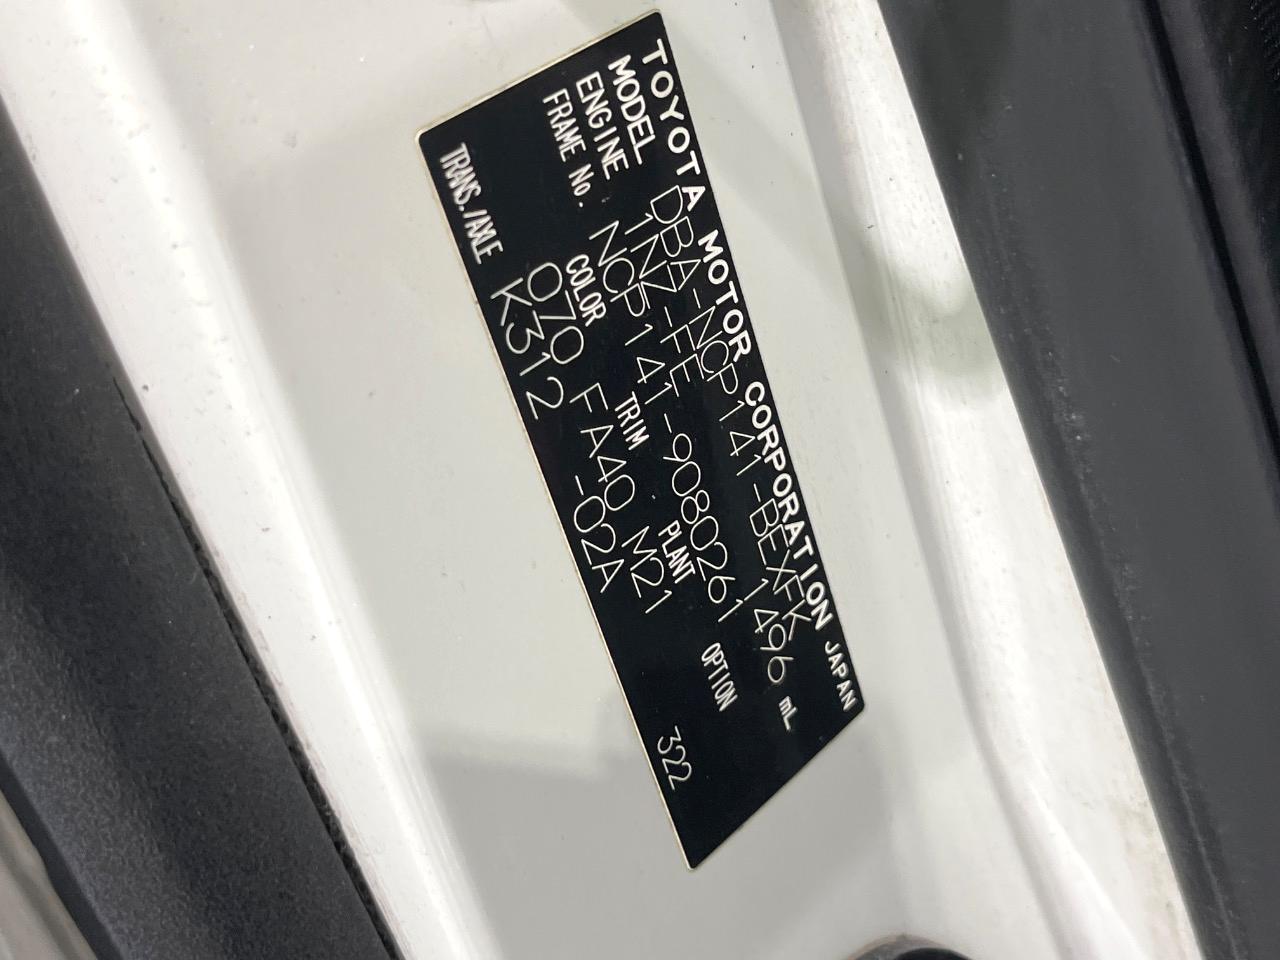 TOYOTA MOTOR CORPORATION JAPAN
MODEL DBA-NCP141-BEXFK
ENGINE 1NZ-FE 1496 mL
FRAME No. NCP141-9080261
COLOR TRIM PLANT OPTION
070 FA40 M21
TRANS./AXLE K312 -02A 322